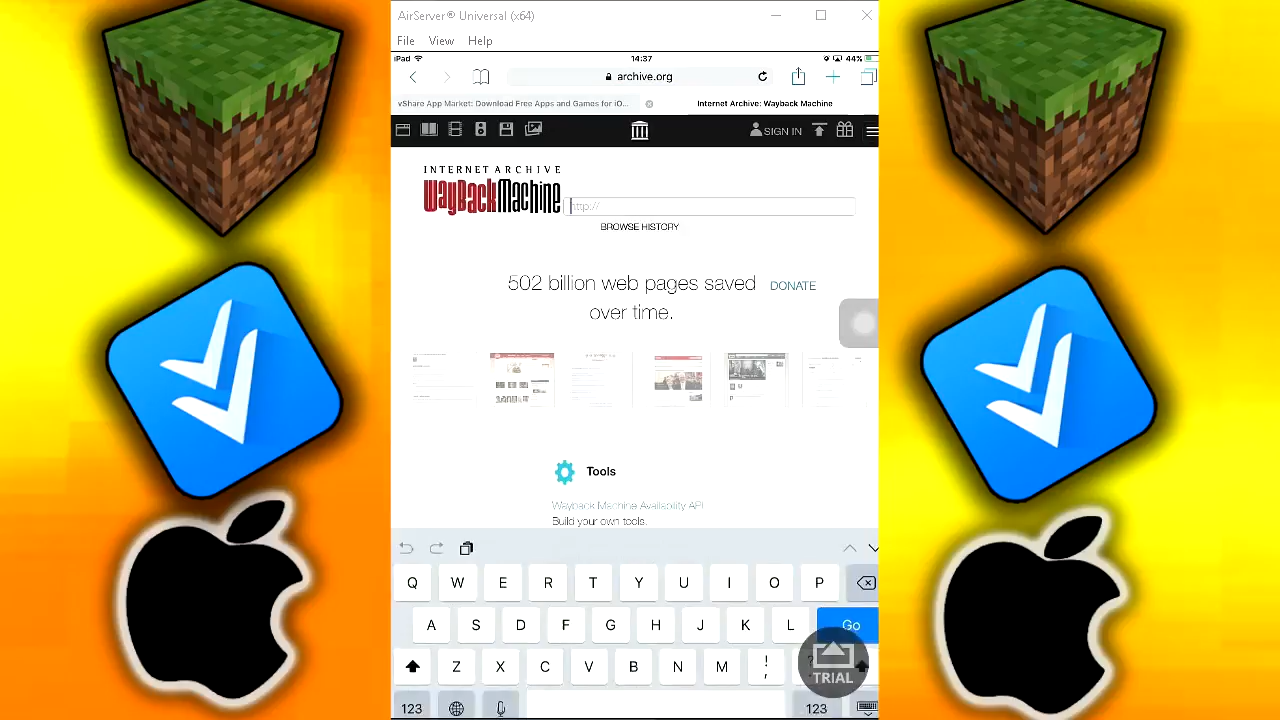 AirServer® Universal (x64)
File View Help
iPad 14:37 44%
archive.org
vShare App Market: Download Free Apps and Games for iO...
Internet Archive: Wayback Machine
SIGN IN
INTERNET ARCHIVE
WayBackMachine
http://
BROWSE HISTORY
502 billion web pages saved
over time.
DONATE
Tools
Wayback Machine Availability API
Build your own tools.
Q W E R T Y U I O P
A S D F G H J K L Go
Z X C V B N M ! , ? .
TRIAL
123 123